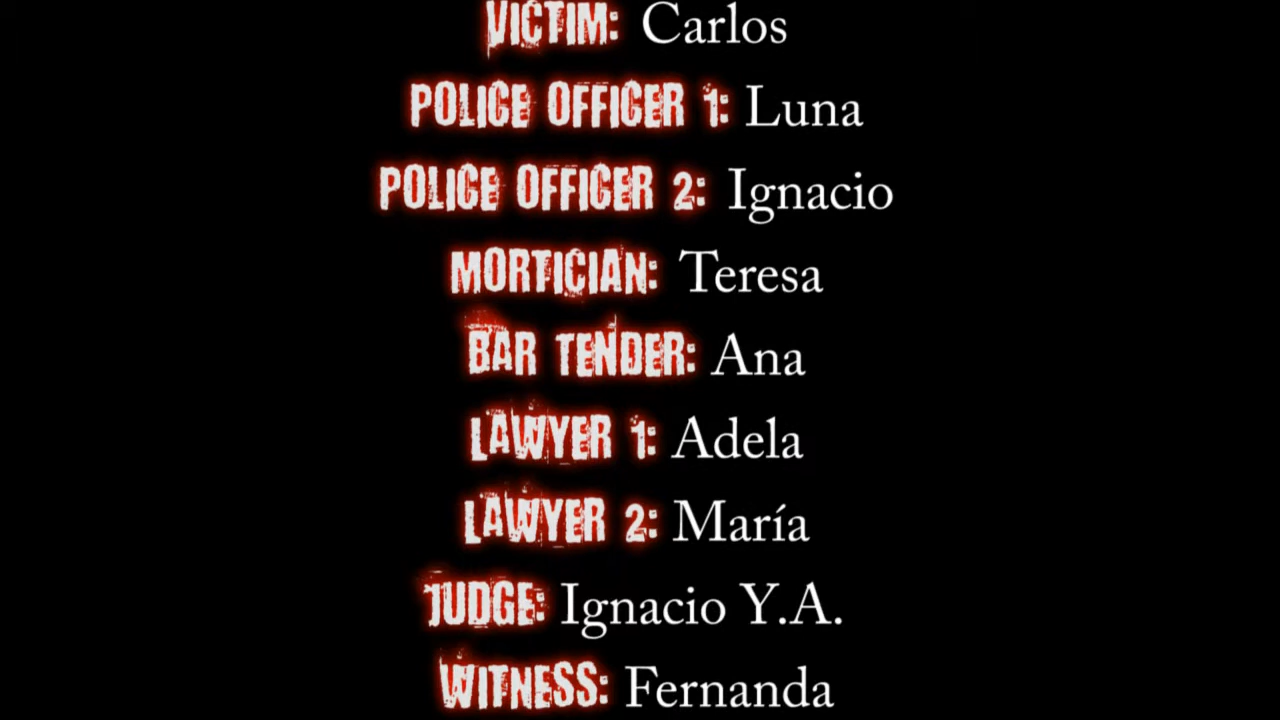 VICTIM: Carlos
POLICE OFFICER 1: Luna
POLICE OFFICER 2: Ignacio
MORTICIAN: Teresa
BAR TENDER: Ana
LAWYER 1: Adela
LAWYER 2: María
JUDGE: Ignacio Y.A.
WITNESS: Fernanda